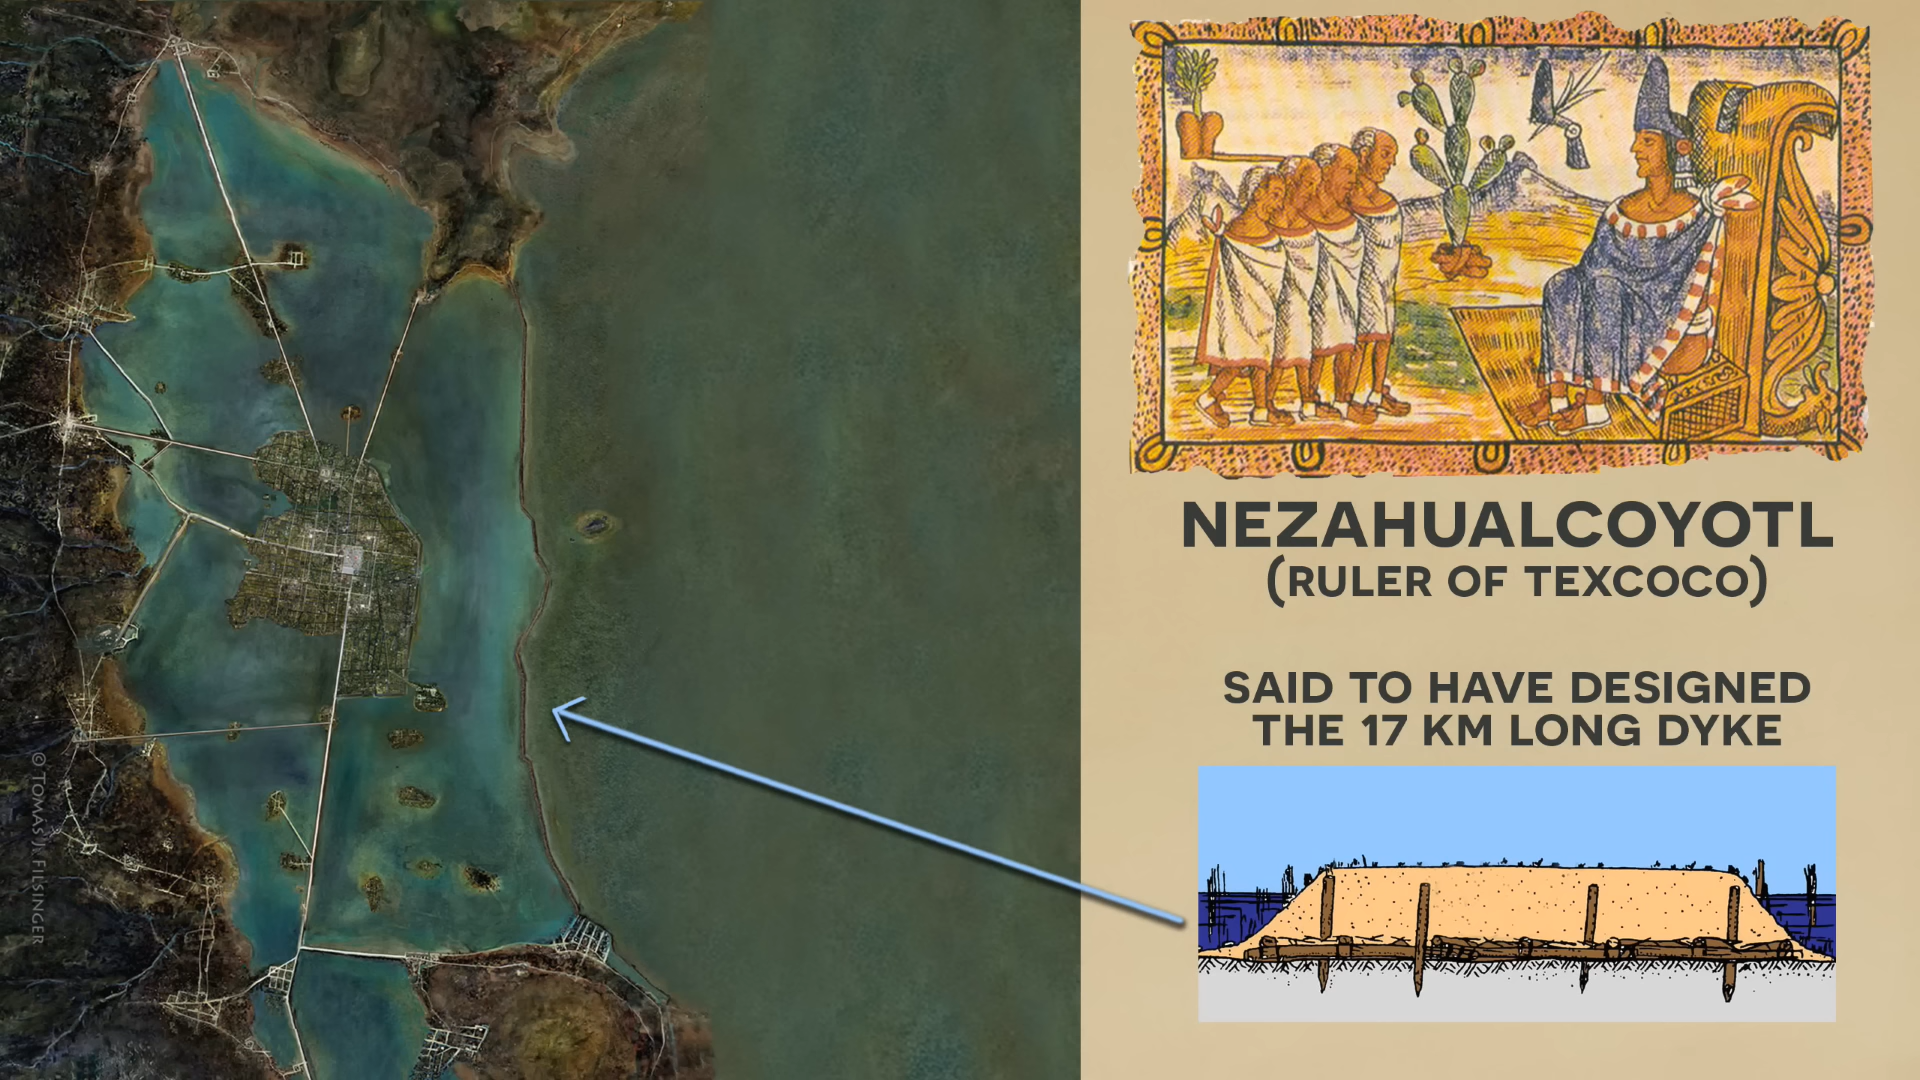 NEZAHUALCOYOTL
(RULER OF TEXCOCO)
SAID TO HAVE DESIGNED
THE 17 KM LONG DYKE
©TOMAS J. FILSINGER